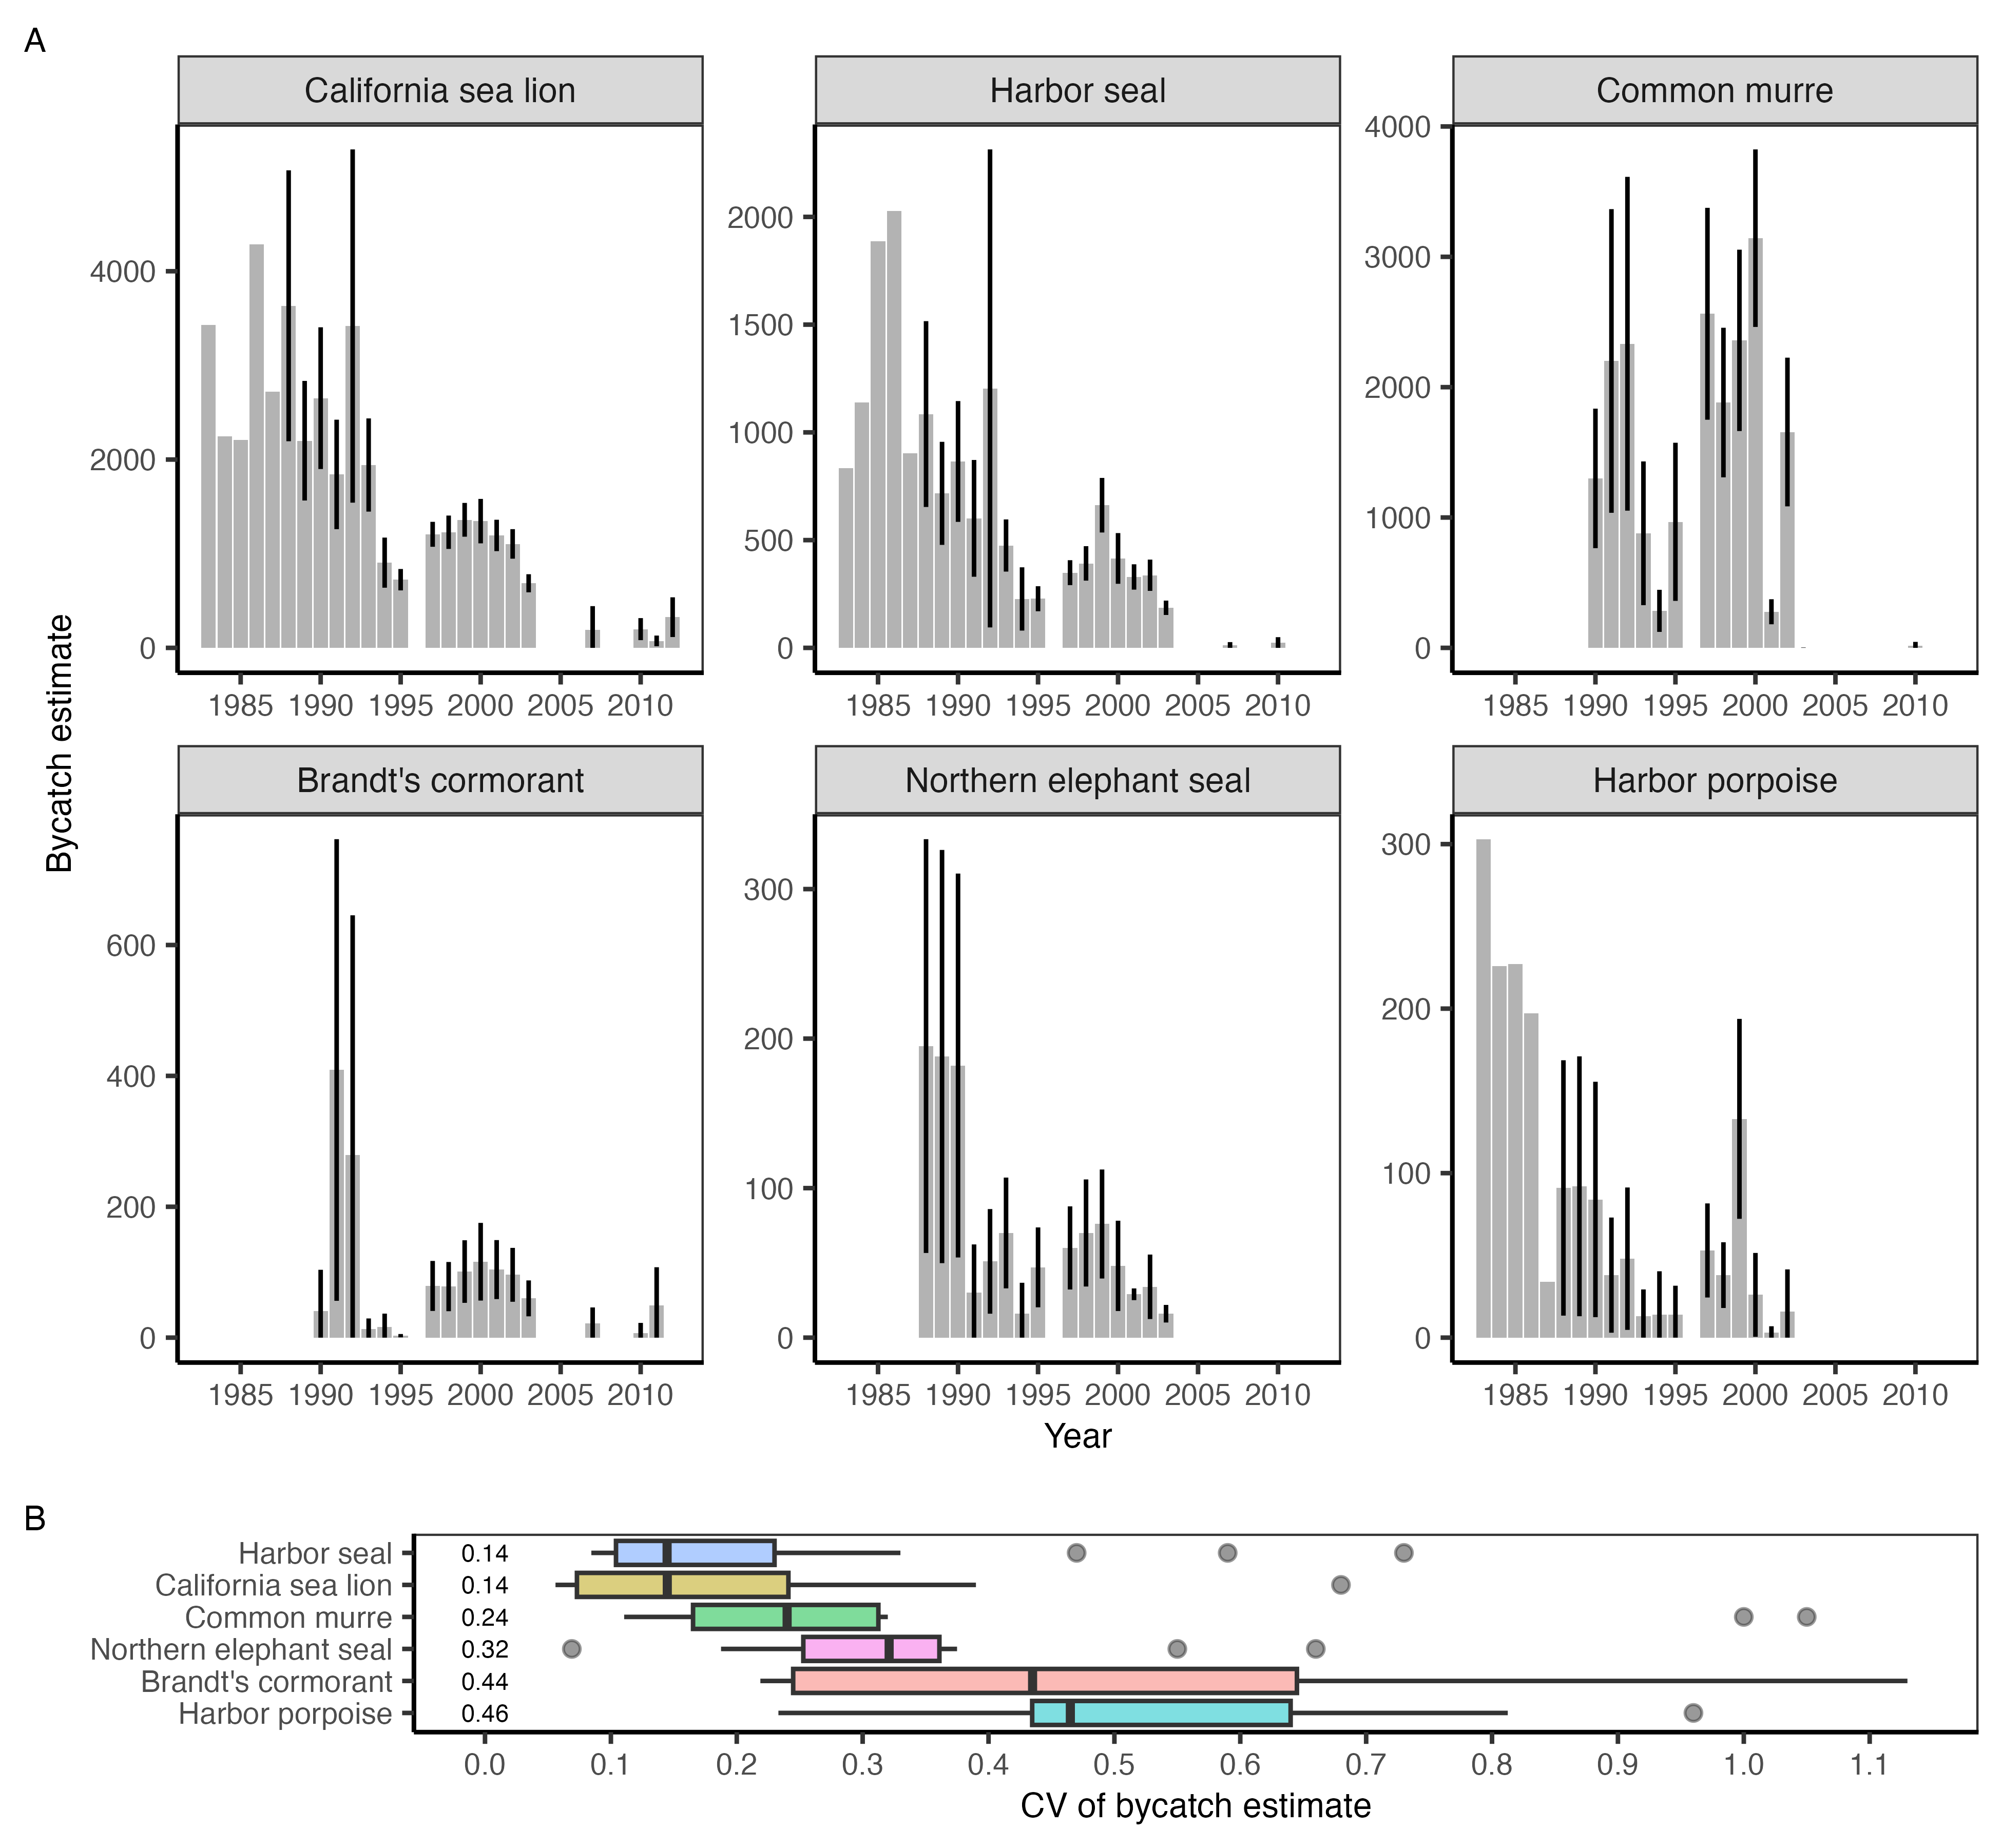 A
California sea lion
Harbor seal
Common murre
4000
2000
0
2000
1500
1000
500
0
4000
3000
2000
1000
0
1985 1990 1995 2000 2005 2010
1985 1990 1995 2000 2005 2010
1985 1990 1995 2000 2005 2010
Bycatch estimate
Brandt's cormorant
Northern elephant seal
Harbor porpoise
600
400
200
0
300
200
100
0
300
200
100
0
1985 1990 1995 2000 2005 2010
1985 1990 1995 2000 2005 2010
1985 1990 1995 2000 2005 2010
Year
B
Harbor seal 0.14
California sea lion 0.14
Common murre 0.24
Northern elephant seal 0.32
Brandt's cormorant 0.44
Harbor porpoise 0.46
0.0 0.1 0.2 0.3 0.4 0.5 0.6 0.7 0.8 0.9 1.0 1.1
CV of bycatch estimate